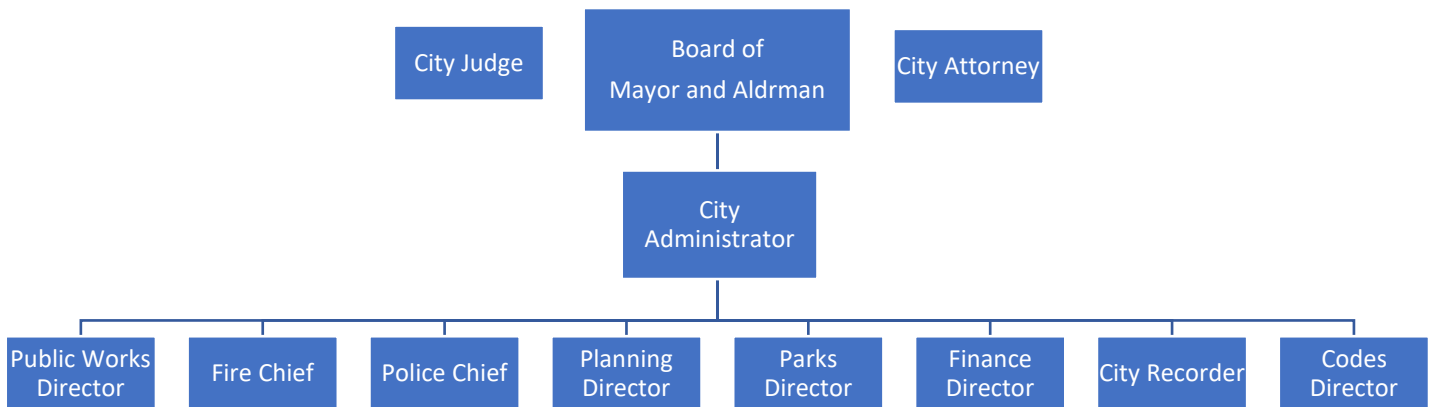 City Judge
Board of
Mayor and Aldrman
City Attorney
City
Administrator
Public Works
Director
Fire Chief
Police Chief
Planning
Director
Parks
Director
Finance
Director
City Recorder
Codes
Director